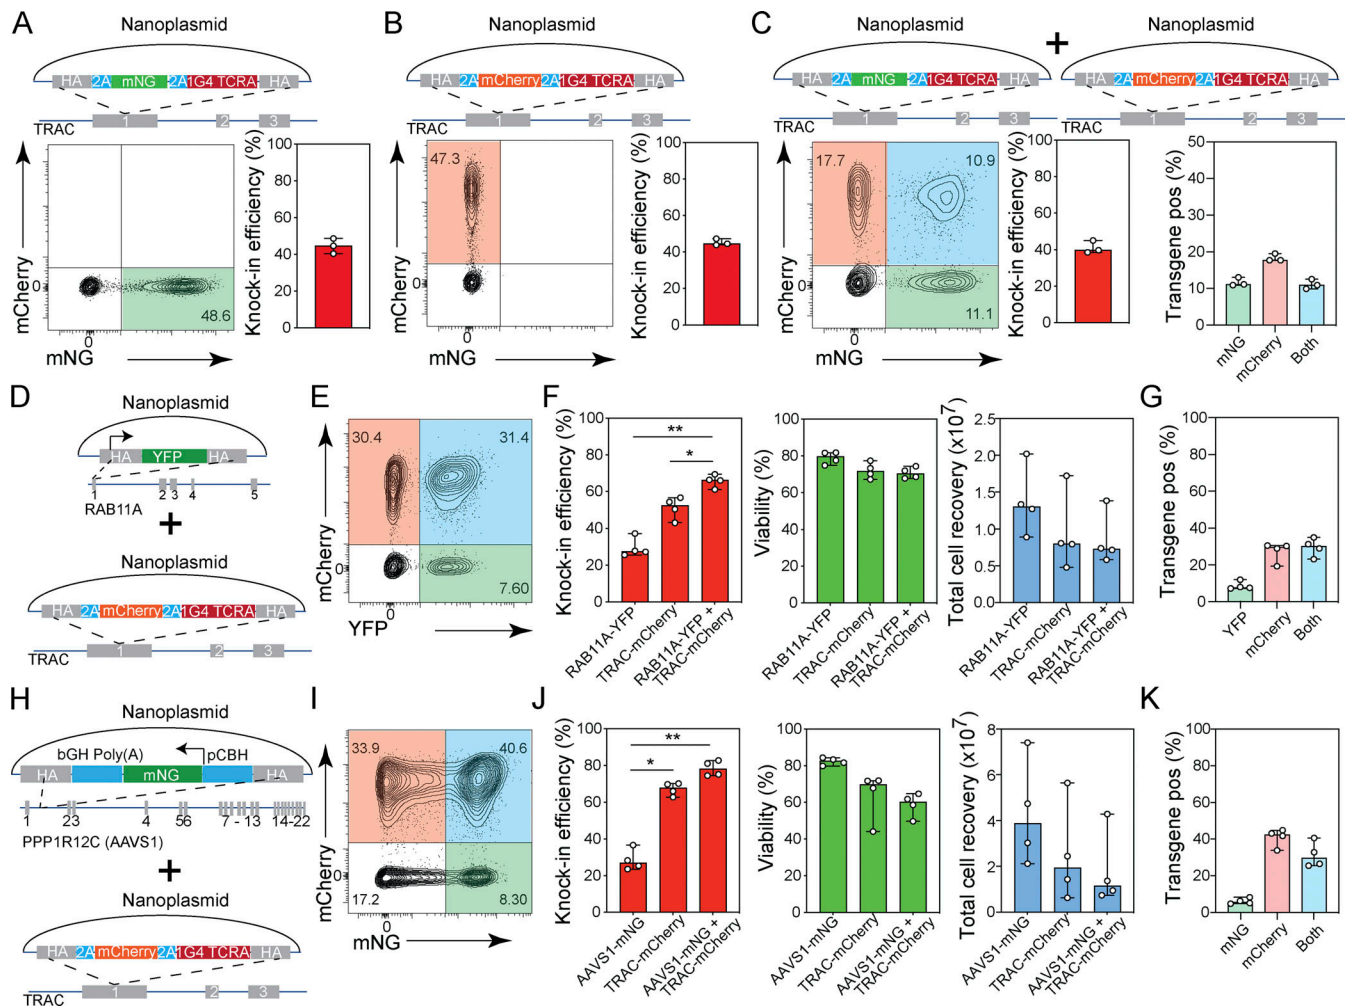 A
Nanoplasmid
HA 2A mNG 2A 1G4 TCRA HA
TRAC 1 2 3
mCherry
0
48.6
0
mNG
Knock-in efficiency (%)
100
80
60
40
20
0
B
Nanoplasmid
HA 2A mCherry 2A 1G4 TCRA HA
TRAC 1 2 3
mCherry
47.3
0
0
mNG
Knock-in efficiency (%)
100
80
60
40
20
0
C
Nanoplasmid + Nanoplasmid
HA 2A mNG 2A 1G4 TCRA HA
HA 2A mCherry 2A 1G4 TCRA HA
TRAC 1 2 3
TRAC 1 2 3
mCherry
17.7 10.9
0
11.1
0
mNG
Knock-in efficiency (%)
100
80
60
40
20
0
Transgene pos (%)
50
40
30
20
10
0
mNG mCherry Both
D
Nanoplasmid
HA YFP HA
1 2 3 4 5
RAB11A
+
Nanoplasmid
HA 2A mCherry 2A 1G4 TCRA HA
TRAC 1 2 3
E
mCherry
30.4 31.4
0
7.60
0
YFP
F
Knock-in efficiency (%)
100
80
60
40
20
0
**
*
RAB11A-YFP
TRAC-mCherry
RAB11A-YFP +
TRAC-mCherry
Viability (%)
100
80
60
40
20
0
RAB11A-YFP
TRAC-mCherry
RAB11A-YFP +
TRAC-mCherry
Total cell recovery (x10⁷)
2.5
2.0
1.5
1.0
0.5
0
RAB11A-YFP
TRAC-mCherry
RAB11A-YFP +
TRAC-mCherry
G
Transgene pos (%)
100
80
60
40
20
0
YFP mCherry Both
H
Nanoplasmid
bGH Poly(A) pCBH
HA mNG HA
1 23 4 56 7 - 13 14-22
PPP1R12C (AAVS1)
+
Nanoplasmid
HA 2A mCherry 2A 1G4 TCRA HA
TRAC 1 2 3
I
mCherry
33.9 40.6
0
17.2 8.30
0
mNG
J
Knock-in efficiency (%)
100
80
60
40
20
0
**
*
AAVS1-mNG
TRAC-mCherry
AAVS1-mNG +
TRAC-mCherry
Viability (%)
100
80
60
40
20
0
AAVS1-mNG
TRAC-mCherry
AAVS1-mNG +
TRAC-mCherry
Total cell recovery (x10⁷)
8
6
4
2
0
AAVS1-mNG
TRAC-mCherry
AAVS1-mNG +
TRAC-mCherry
K
Transgene pos (%)
100
80
60
40
20
0
mNG mCherry Both